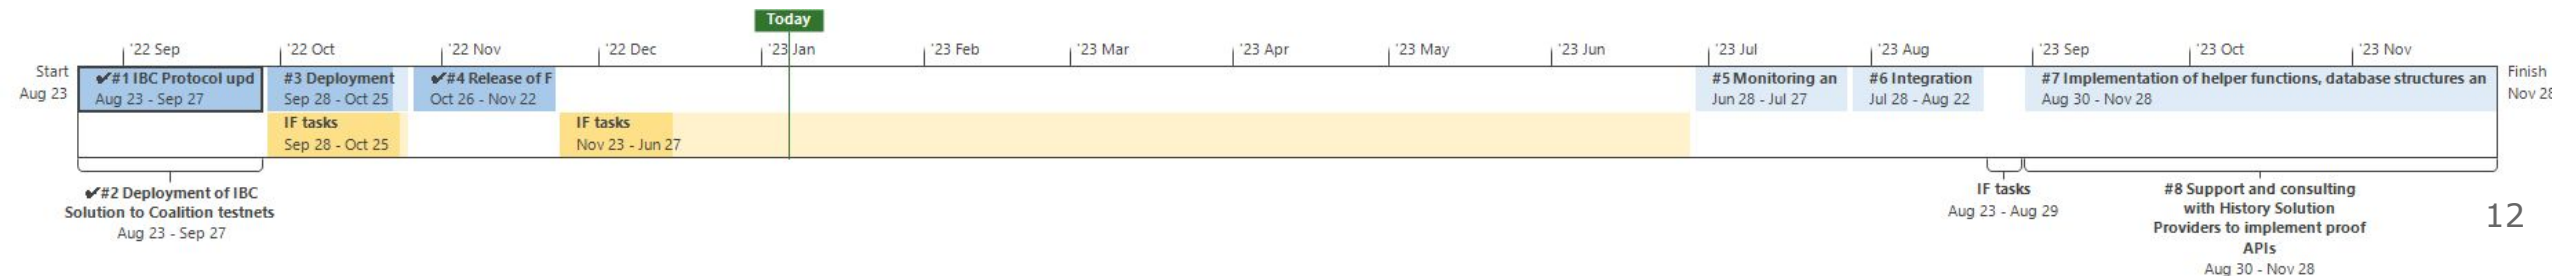 Today
'22 Sep
'22 Oct
'22 Nov
'22 Dec
'23 Jan
'23 Feb
'23 Mar
'23 Apr
'23 May
'23 Jun
'23 Jul
'23 Aug
'23 Sep
'23 Oct
'23 Nov
Start
Aug 23
✔#1 IBC Protocol upd
Aug 23 - Sep 27
#3 Deployment
Sep 28 - Oct 25
✔#4 Release of F
Oct 26 - Nov 22
#5 Monitoring an
Jun 28 - Jul 27
#6 Integration
Jul 28 - Aug 22
#7 Implementation of helper functions, database structures an
Aug 30 - Nov 28
Finish
Nov 28
IF tasks
Sep 28 - Oct 25
IF tasks
Nov 23 - Jun 27
✔#2 Deployment of IBC
Solution to Coalition testnets
Aug 23 - Sep 27
IF tasks
Aug 23 - Aug 29
#8 Support and consulting
with History Solution
Providers to implement proof
APIs
Aug 30 - Nov 28
12